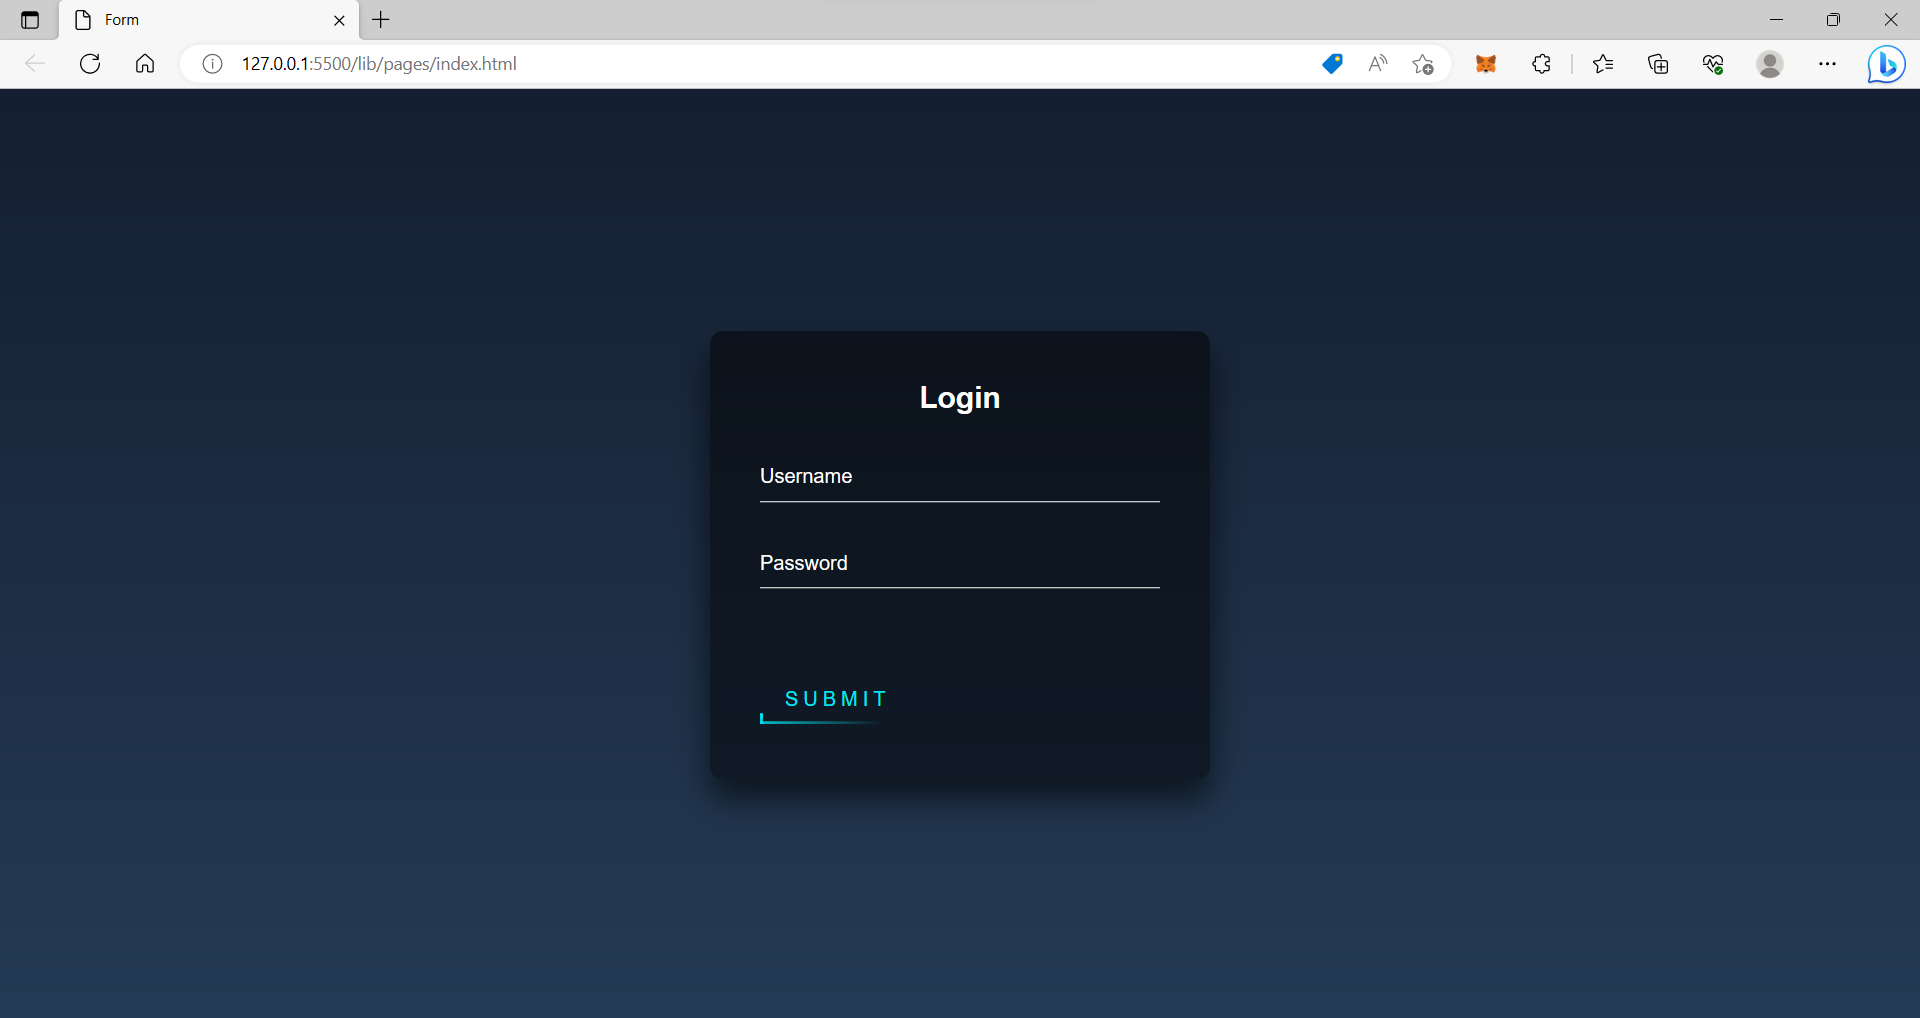 Form
127.0.0.1:5500/lib/pages/index.html
Login
Username
Password
SUBMIT